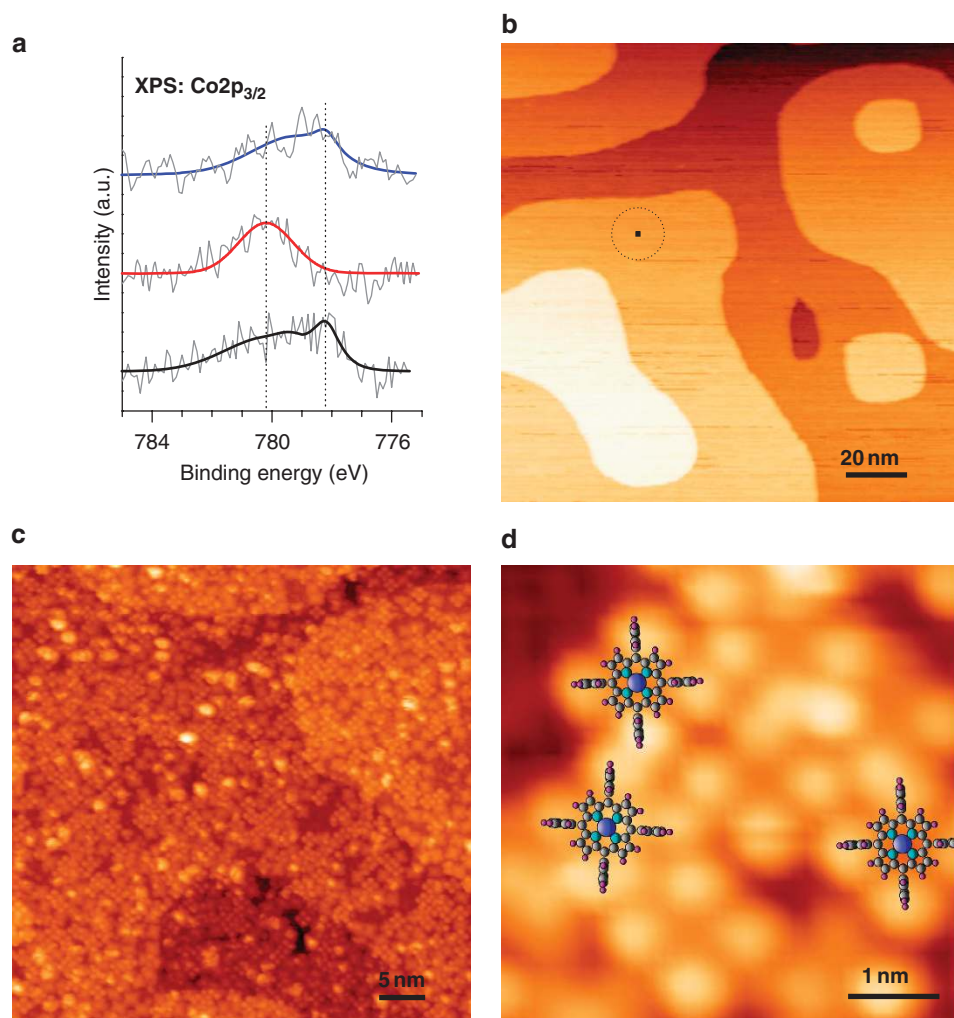 a
XPS: Co2p3/2
Intensity (a.u.)
784
780
776
Binding energy (eV)
b
20 nm
c
5 nm
d
1 nm